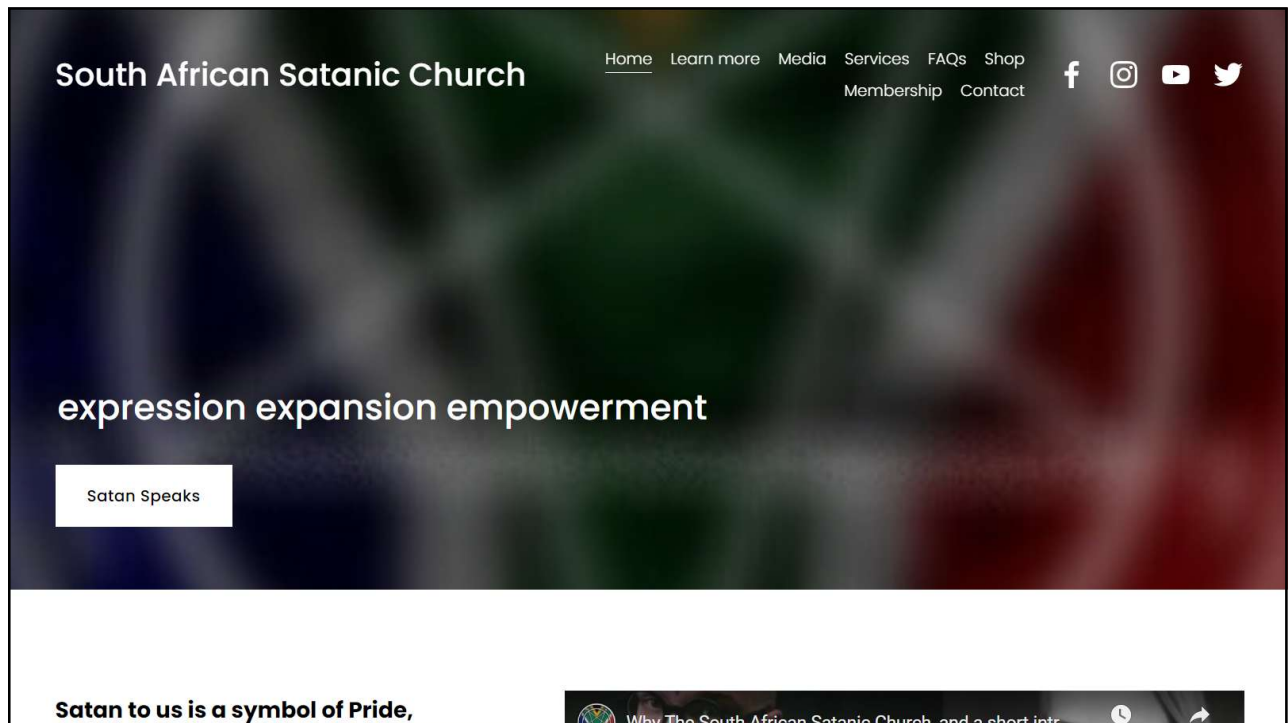 South African Satanic Church
Home Learn more Media Services FAQs Shop
Membership Contact
expression expansion empowerment
Satan Speaks
Satan to us is a symbol of Pride,
Why The South African Satanic Church, and a short intr...